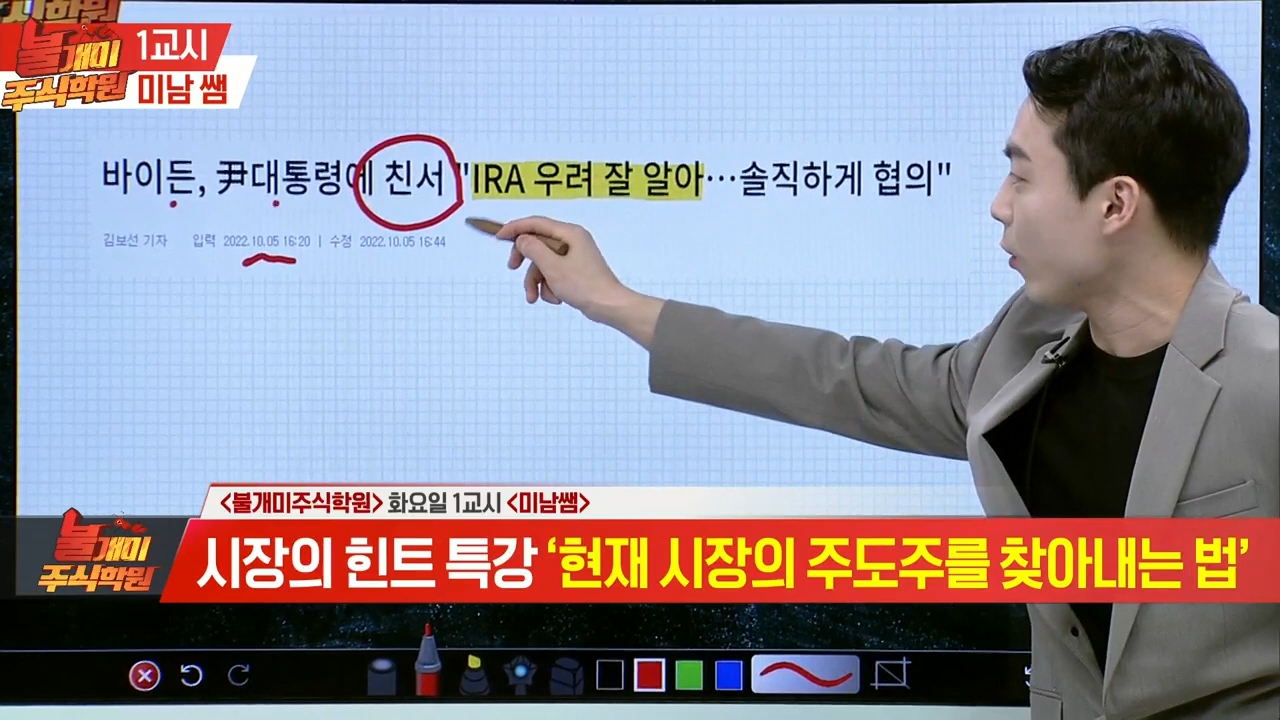 시학원
불개미
주식학원
1교시
미남 쌤
바이든, 尹대통령에 친서 "IRA 우려 잘 알아…솔직하게 협의"
김보선 기자 입력 2022.10.05 16:20 | 수정 2022.10.05 16:44
<불개미주식학원> 화요일 1교시 <미남쌤>
불개미
주식학원
시장의 힌트 특강 ‘현재 시장의 주도주를 찾아내는 법’